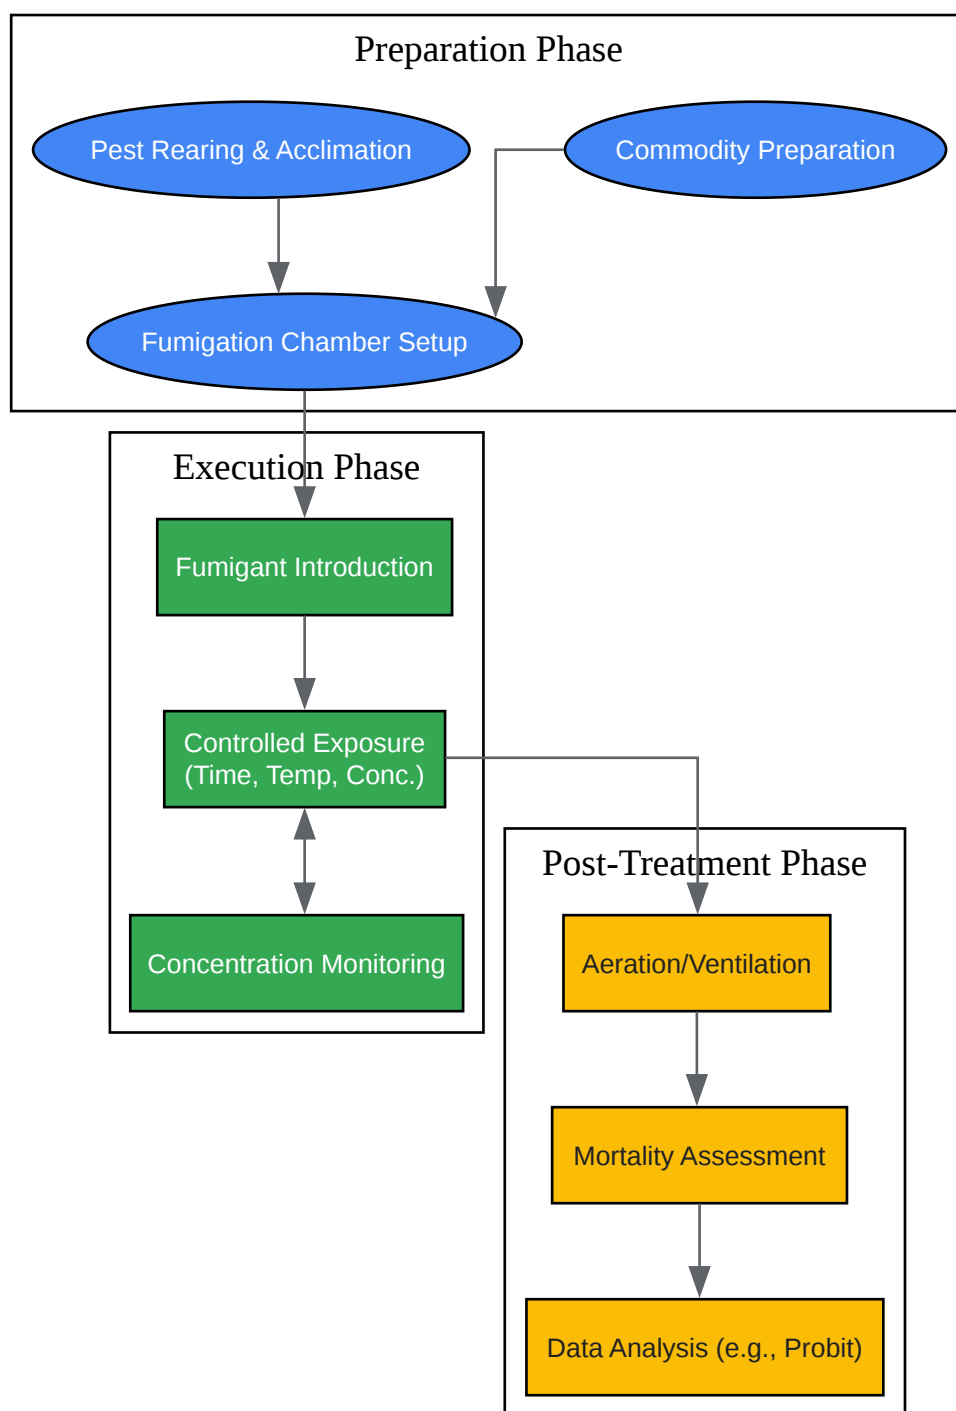 Preparation Phase
Pest Rearing & Acclimation
Commodity Preparation
Fumigation Chamber Setup
Execution Phase
Fumigant Introduction
Controlled Exposure
(Time, Temp, Conc.)
Concentration Monitoring
Post-Treatment Phase
Aeration/Ventilation
Mortality Assessment
Data Analysis (e.g., Probit)